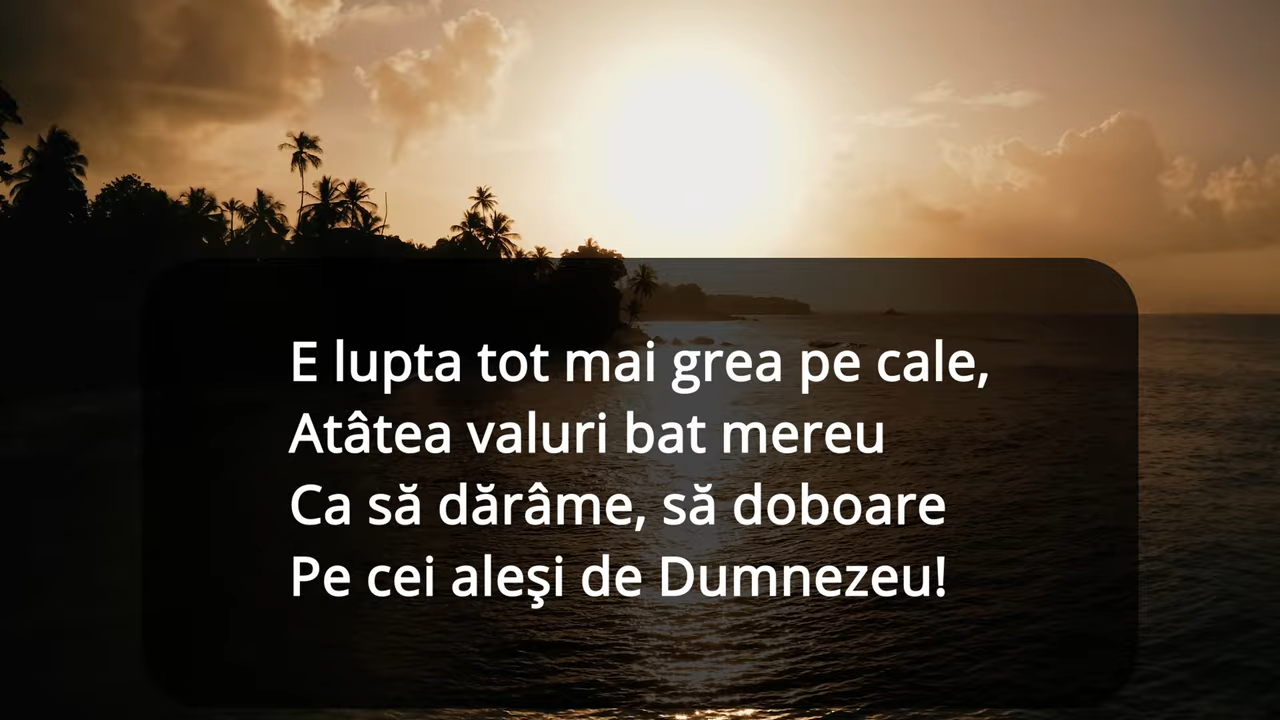 E lupta tot mai grea pe cale,
Atâtea valuri bat mereu
Ca să dărâme, să doboare
Pe cei aleşi de Dumnezeu!